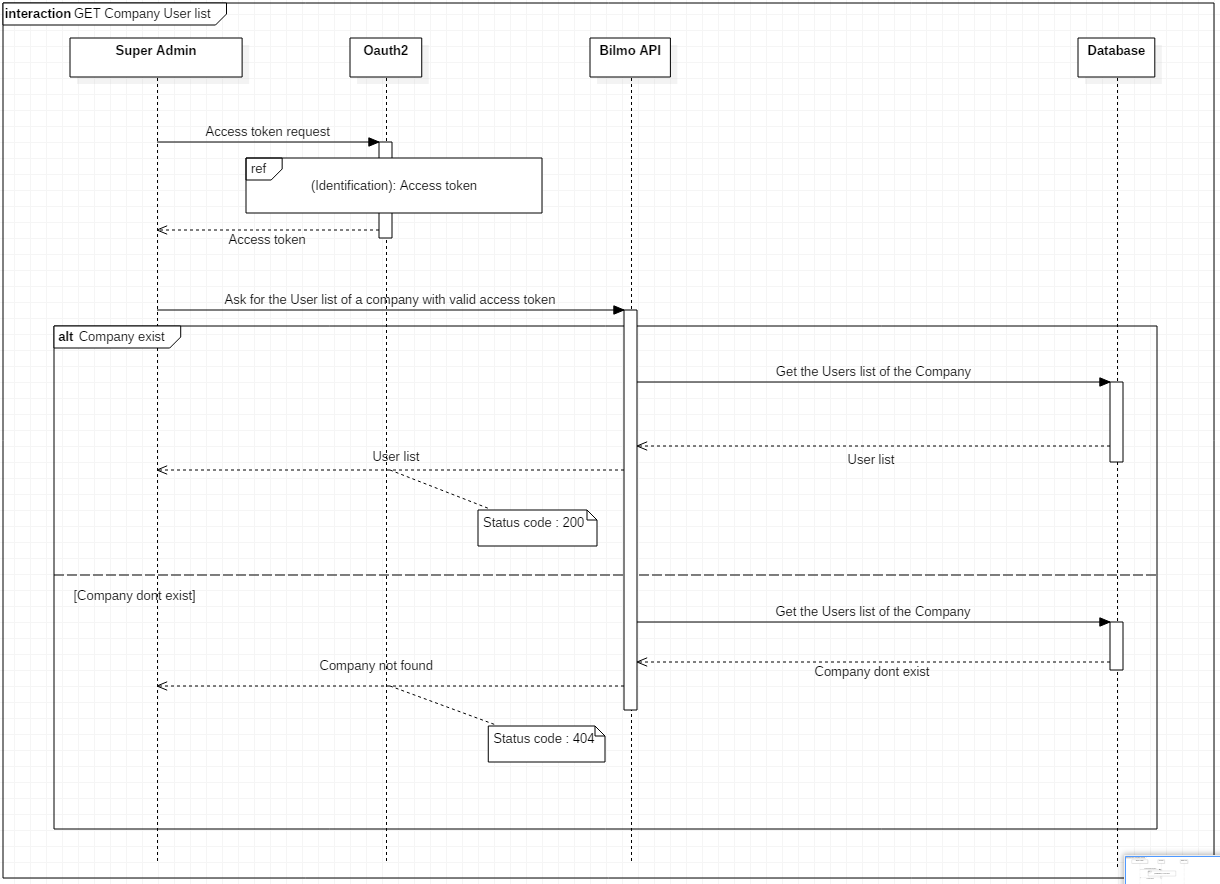 interaction GET Company User list
Super Admin
Oauth2
Bilmo API
Database
Access token request
ref
(Identification): Access token
Access token
Ask for the User list of a company with valid access token
alt Company exist
Get the Users list of the Company
User list
User list
Status code : 200
[Company dont exist]
Get the Users list of the Company
Company not found
Company dont exist
Status code : 404